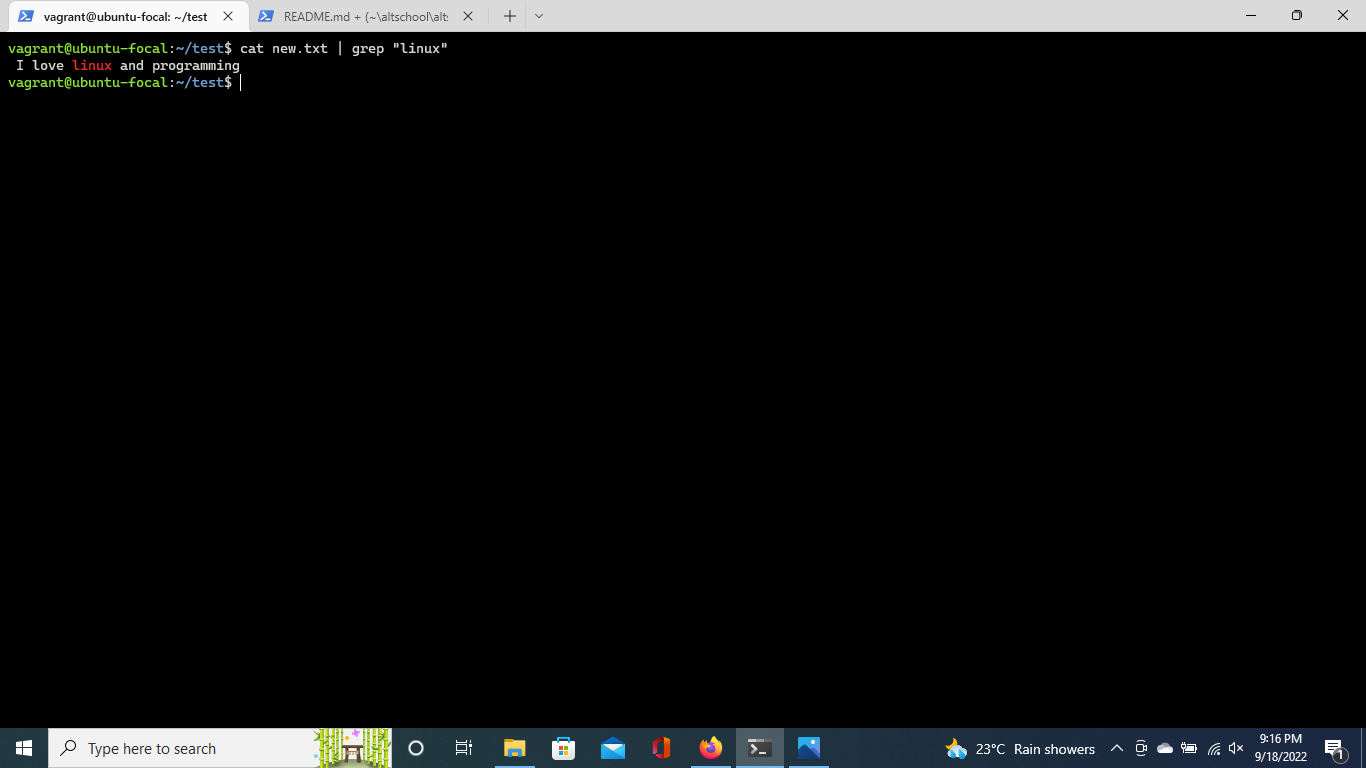 vagrant@ubuntu-focal: ~/test
README.md + (~\altschool\alt
vagrant@ubuntu-focal:~/test$ cat new.txt | grep "linux"
 I love linux and programming
vagrant@ubuntu-focal:~/test$
Type here to search
23°C Rain showers
9:16 PM
9/18/2022
1